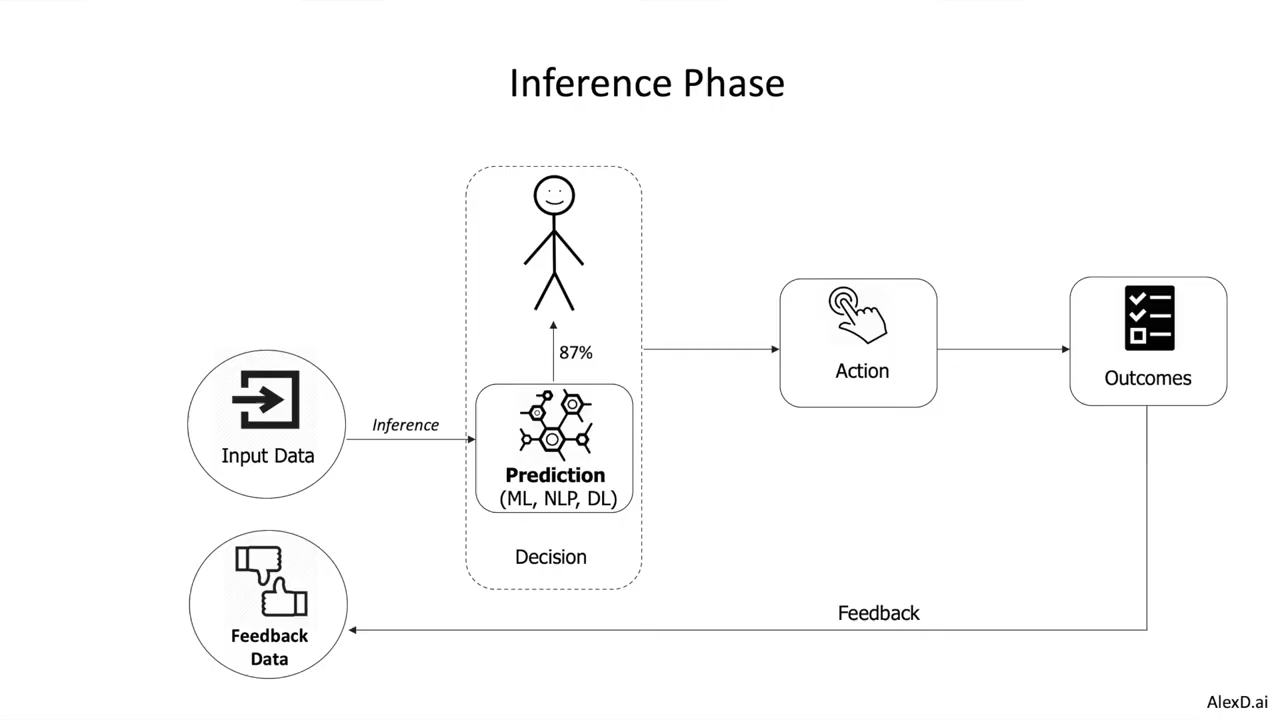 Inference Phase
87%
Inference
Input Data
Prediction
(ML, NLP, DL)
Decision
Action
Outcomes
Feedback
Feedback
Data
AlexD.ai